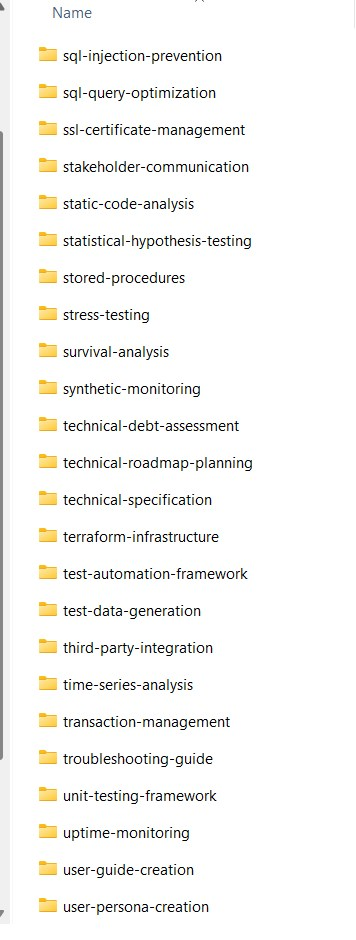 Name
sql-injection-prevention
sql-query-optimization
ssl-certificate-management
stakeholder-communication
static-code-analysis
statistical-hypothesis-testing
stored-procedures
stress-testing
survival-analysis
synthetic-monitoring
technical-debt-assessment
technical-roadmap-planning
technical-specification
terraform-infrastructure
test-automation-framework
test-data-generation
third-party-integration
time-series-analysis
transaction-management
troubleshooting-guide
unit-testing-framework
uptime-monitoring
user-guide-creation
user-persona-creation